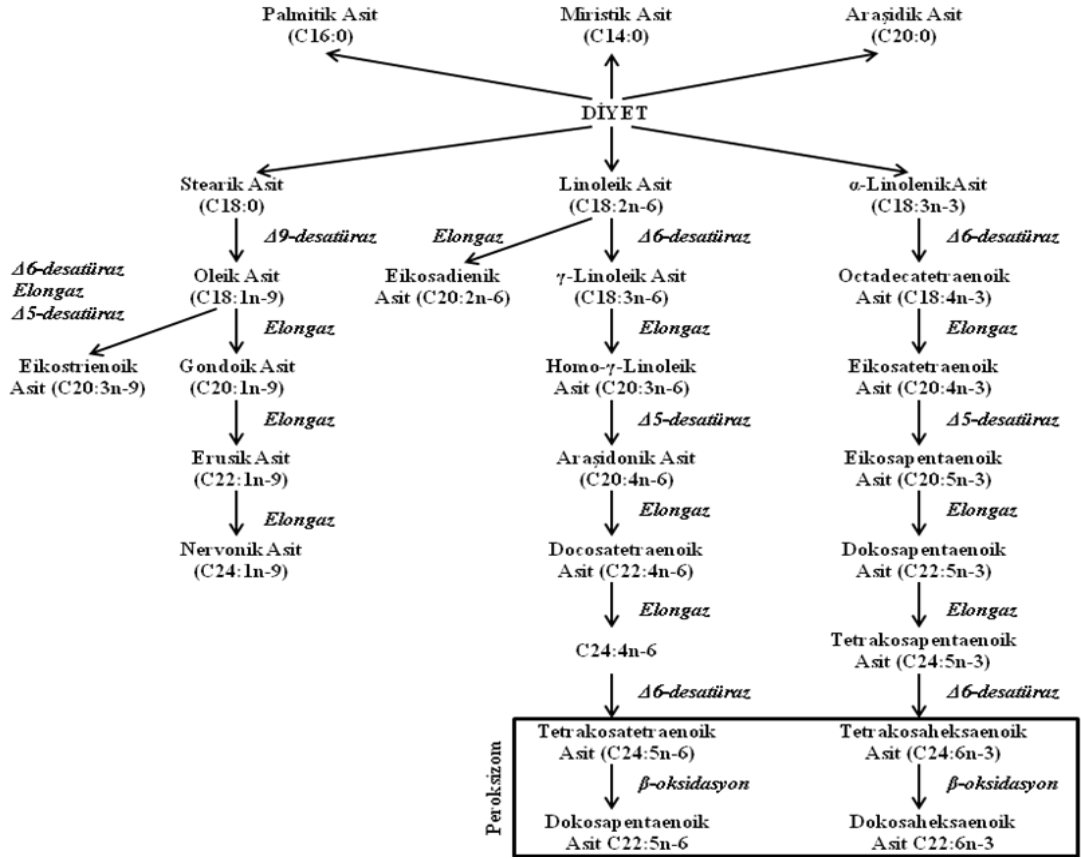 Palmitik Asit
(C16:0)
Miristik Asit
(C14:0)
Araşidik Asit
(C20:0)
DİYET
Stearik Asit
(C18:0)
Linoleik Asit
(C18:2n-6)
α-LinolenikAsit
(C18:3n-3)
Δ9-desatüraz
Elongaz
Δ6-desatüraz
Δ6-desatüraz
Δ6-desatüraz
Elongaz
Δ5-desatüraz
Oleik Asit
(C18:1n-9)
Eikosadienik
Asit (C20:2n-6)
γ-Linoleik Asit
(C18:3n-6)
Octadecatetraenoik
Asit (C18:4n-3)
Elongaz
Elongaz
Elongaz
Eikostrienoik
Asit (C20:3n-9)
Gondoik Asit
(C20:1n-9)
Homo-γ-Linoleik
Asit (C20:3n-6)
Eikosatetraenoik
Asit (C20:4n-3)
Elongaz
Δ5-desatüraz
Δ5-desatüraz
Erusik Asit
(C22:1n-9)
Araşidonik Asit
(C20:4n-6)
Eikosapentaenoik
Asit (C20:5n-3)
Elongaz
Elongaz
Elongaz
Nervonik Asit
(C24:1n-9)
Docosatetraenoik
Asit (C22:4n-6)
Dokosapentaenoik
Asit (C22:5n-3)
Elongaz
Elongaz
C24:4n-6
Tetrakosapentaenoik
Asit (C24:5n-3)
Δ6-desatüraz
Δ6-desatüraz
Peroksizom
Tetrakosatetraenoik
Asit (C24:5n-6)
Tetrakosaheksaenoik
Asit (C24:6n-3)
β-oksidasyon
β-oksidasyon
Dokosapentaenoik
Asit C22:5n-6
Dokosaheksaenoik
Asit C22:6n-3